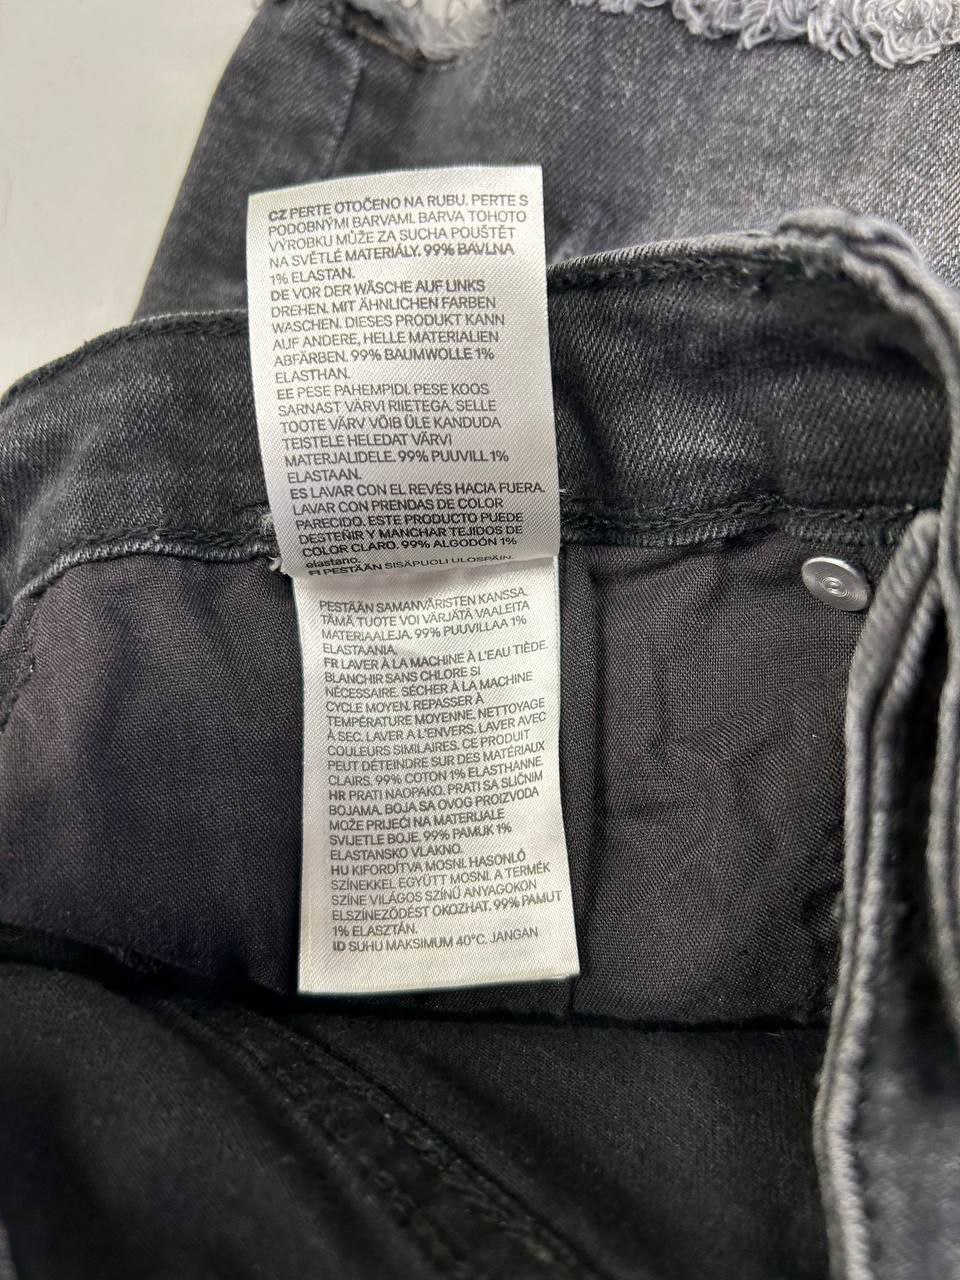 CZ PERTE OTOČENO NA RUBU. PERTE S
PODOBNÝMI BARVAMI. BARVA TOHOTO
VÝROBKU MŮŽE ZA SUCHA POUŠTĚT
NA SVĚTLÉ MATERIÁLY. 99% BAVLNA
1% ELASTAN.
DE VOR DER WÄSCHE AUF LINKS
DREHEN. MIT ÄHNLICHEN FARBEN
WASCHEN. DIESES PRODUKT KANN
AUF ANDERE, HELLE MATERIALIEN
ABFÄRBEN. 99% BAUMWOLLE 1%
ELASTHAN.
EE PESE PAHEMPIDI. PESE KOOS
SARNAST VÄRVI RIIETEGA. SELLE
TOOTE VÄRV VÕIB ÜLE KANDUDA
TEISTELE HELEDAT VÄRVI
MATERJALIDELE. 99% PUUVILL 1%
ELASTAAN.
ES LAVAR CON EL REVÉS HACIA FUERA.
LAVAR CON PRENDAS DE COLOR
PARECIDO. ESTE PRODUCTO PUEDE
DESTEÑIR Y MANCHAR TEJIDOS DE
COLOR CLARO. 99% ALGODÓN 1%
elastano.
FI PESTÄÄN SISÄPUOLI ULOSPÄIN.
PESTÄÄN SAMANVÄRISTEN KANSSA.
TÄMÄ TUOTE VOI VÄRJÄTÄ VAALEITA
MATERIAALEJA. 99% PUUVILLAA 1%
ELASTAANIA.
FR LAVER À LA MACHINE À L'EAU TIÈDE.
BLANCHIR SANS CHLORE SI
NÉCESSAIRE. SÉCHER À LA MACHINE
CYCLE MOYEN. REPASSER À
TEMPÉRATURE MOYENNE. NETTOYAGE
À SEC. LAVER A L'ENVERS. LAVER AVEC
COULEURS SIMILAIRES. CE PRODUIT
PEUT DÉTEINDRE SUR DES MATÉRIAUX
CLAIRS. 99% COTON 1% ELASTHANNE.
HR PRATI NAOPAKO. PRATI SA SLIČNIM
BOJAMA. BOJA SA OVOG PROIZVODA
MOŽE PRIJEĆI NA MATERIJALE
SVIJETLE BOJE. 99% PAMUK 1%
ELASTANSKO VLAKNO.
HU KIFORDÍTVA MOSNI. HASONLÓ
SZÍNEKKEL EGYÜTT MOSNI. A TERMÉK
SZÍNE VILÁGOS SZÍNŰ ANYAGOKON
ELSZÍNEZŐDÉST OKOZHAT. 99% PAMUT
1% ELASZTÁN.
ID SUHU MAKSIMUM 40°C. JANGAN